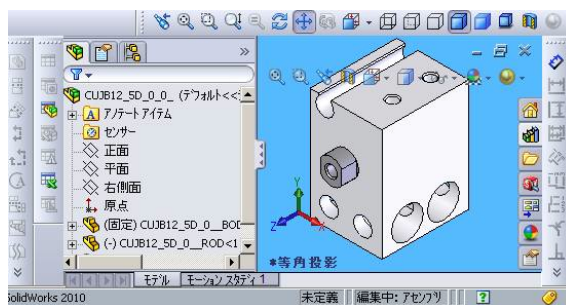 CUJB12_5D_0_0_ (デフォルト<<
アノテート アイテム
センサー
正面
平面
右側面
原点
(固定) CUJB12_5D_0__BOD
(-) CUJB12_5D_0__ROD<1
Y
Z
X
*等角投影
モデル
モーション スタディ 1
SolidWorks 2010
未定義
編集中: アセンブリ